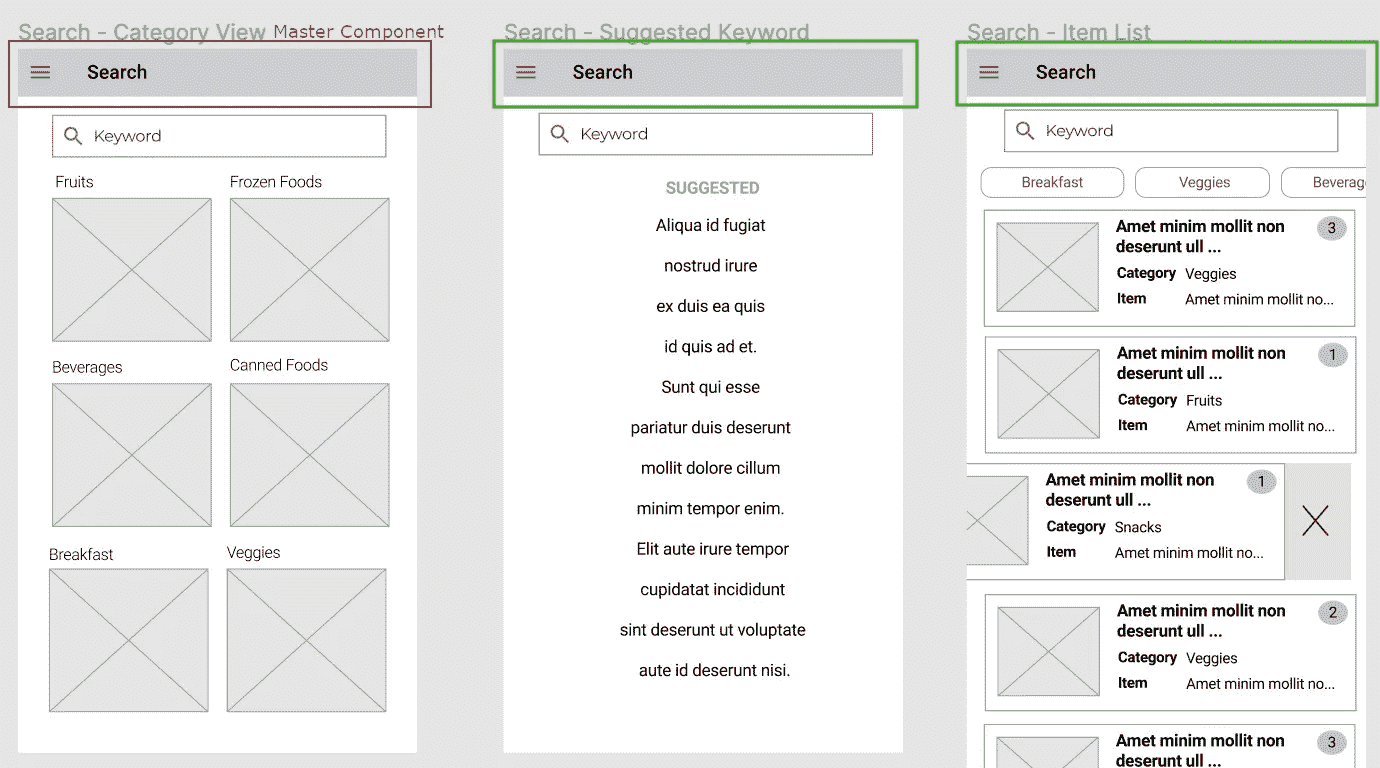 Search - Category View
Master Component
Search
Keyword
Fruits
Frozen Foods
Beverages
Canned Foods
Breakfast
Veggies
Search - Suggested Keyword
Search
Keyword
SUGGESTED
Aliqua id fugiat
nostrud irure
ex duis ea quis
id quis ad et.
Sunt qui esse
pariatur duis deserunt
mollit dolore cillum
minim tempor enim.
Elit aute irure tempor
cupidatat incididunt
sint deserunt ut voluptate
aute id deserunt nisi.
Search - Item List
Search
Keyword
Breakfast
Veggies
Beverag
Amet minim mollit non
deserunt ull ...
3
Category Veggies
Item Amet minim mollit no...
Amet minim mollit non
deserunt ull ...
1
Category Fruits
Item Amet minim mollit no...
Amet minim mollit non
deserunt ull ...
1
Category Snacks
Item Amet minim mollit no...
Amet minim mollit non
deserunt ull ...
2
Category Veggies
Item Amet minim mollit no...
Amet minim mollit non
deserunt ull ...
3